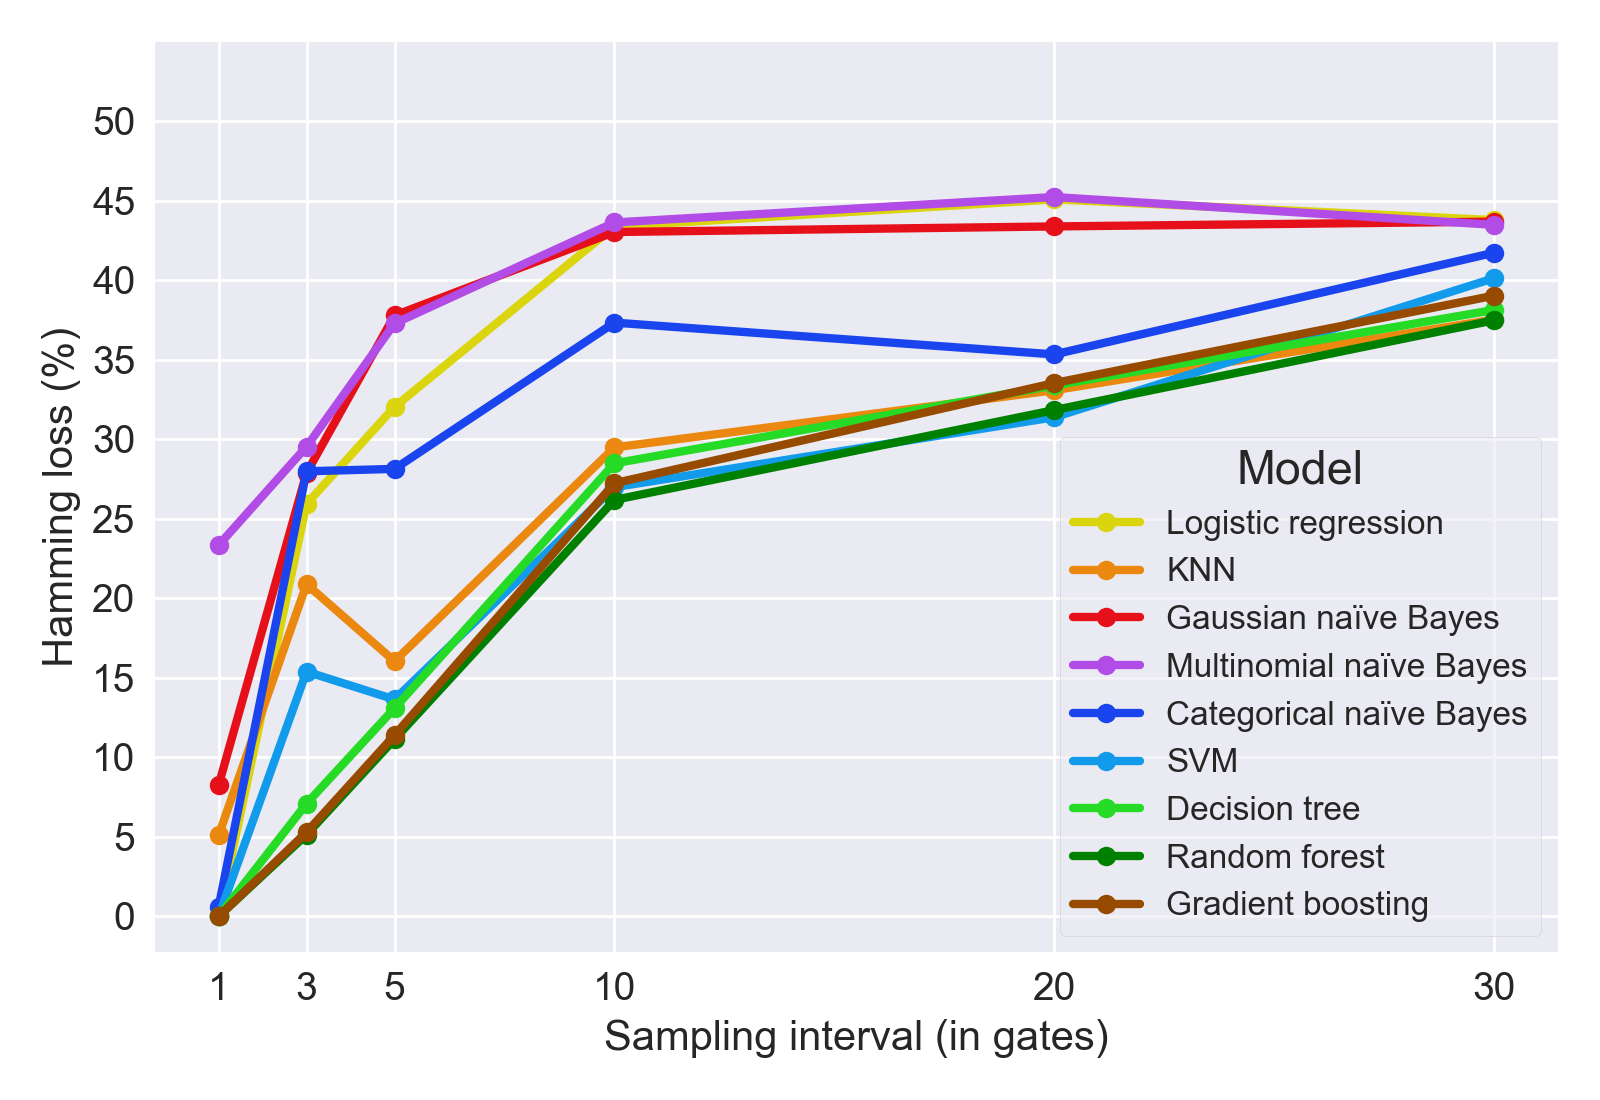 50
45
40
35
30
25
20
15
10
5
0
Hamming loss (%)
Model
Logistic regression
KNN
Gaussian naïve Bayes
Multinomial naïve Bayes
Categorical naïve Bayes
SVM
Decision tree
Random forest
Gradient boosting
1 3 5 10 20 30
Sampling interval (in gates)